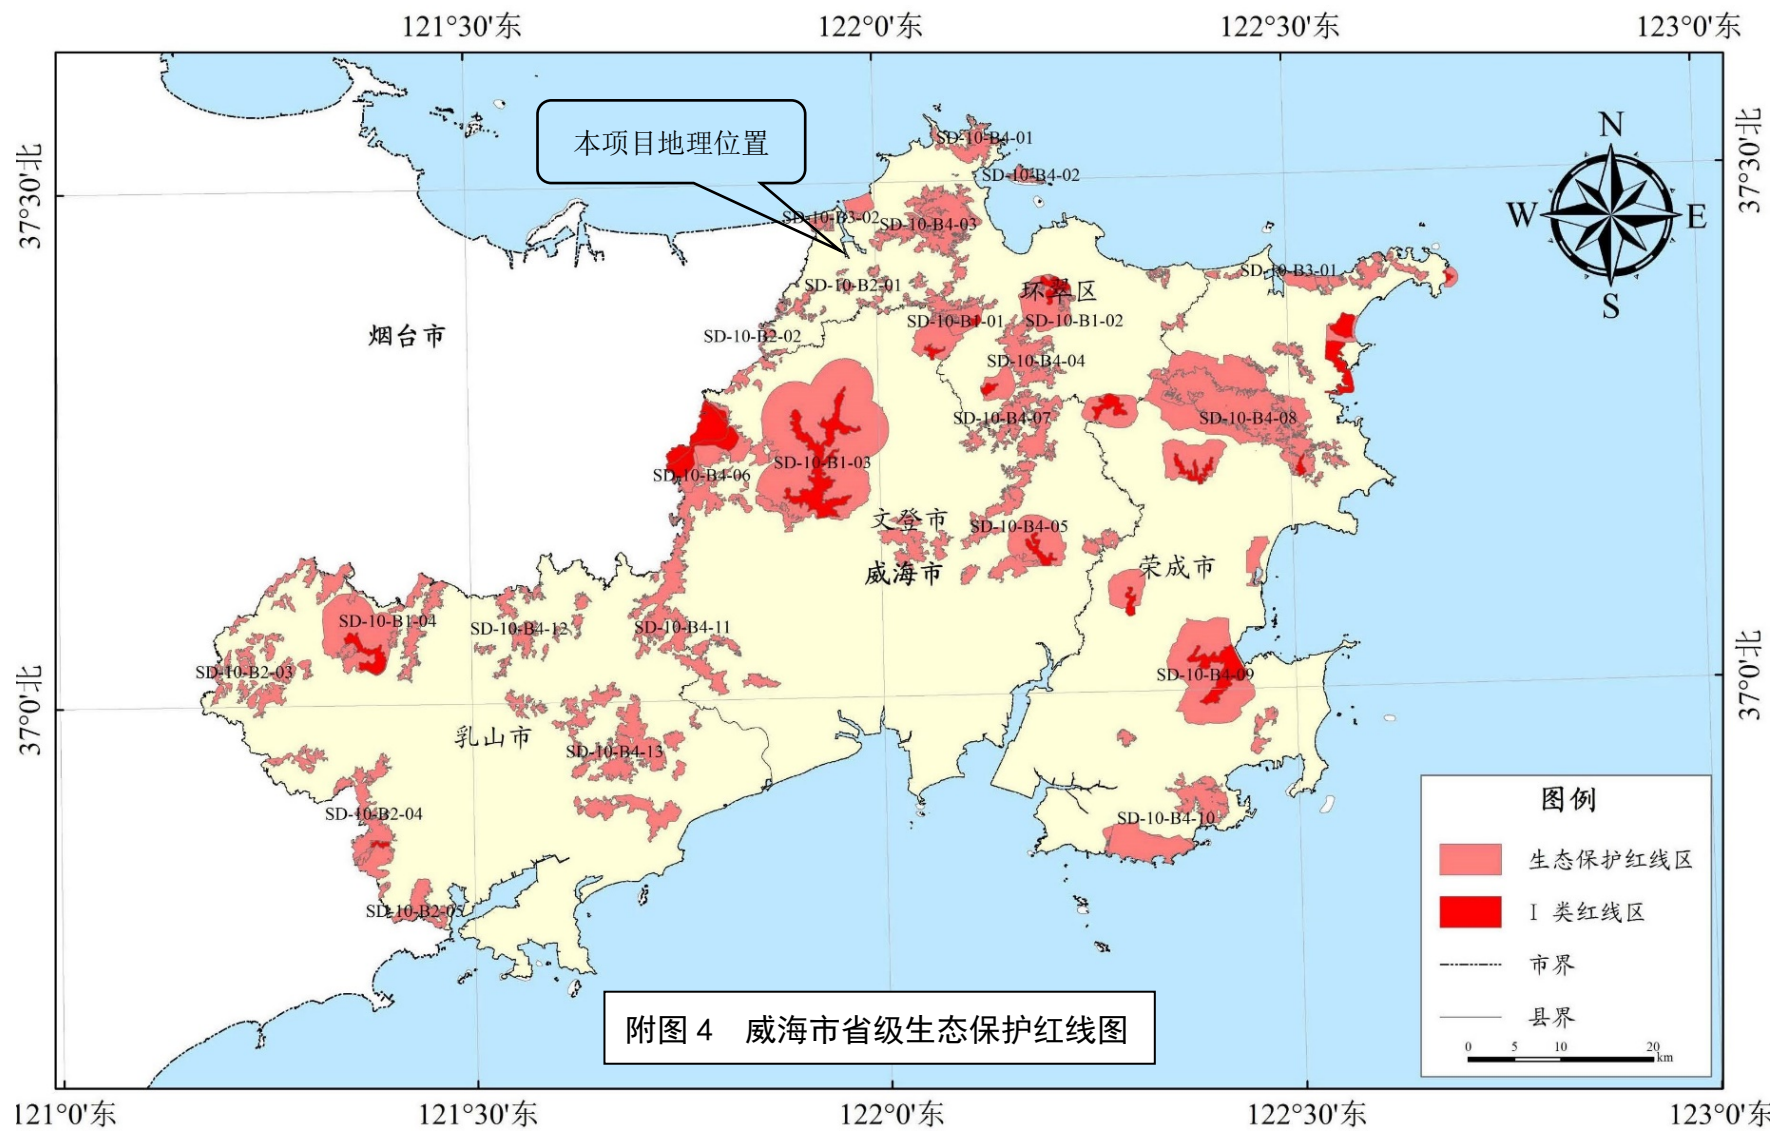 121°30'东
122°0'东
122°30'东
123°0'东
37°30'北
37°30'北
37°0'北
37°0'北
121°0'东
121°30'东
122°0'东
122°30'东
123°0'东
本项目地理位置
N
W
E
S
SD-10-B4-01
SD-10-B4-02
SD-10-B3-02
SD-10-B4-03
SD-10-B3-01
SD-10-B2-01
环翠区
SD-10-B1-01
SD-10-B1-02
烟台市
SD-10-B2-02
SD-10-B4-04
SD-10-B4-07
SD-10-B4-08
SD-10-B1-03
SD-10-B4-06
文登市
SD-10-B4-05
威海市
荣成市
SD-10-B1-04
SD-10-B4-12
SD-10-B4-11
SD-10-B2-03
SD-10-B4-09
乳山市
SD-10-B4-13
SD-10-B2-04
SD-10-B4-10
SD-10-B2-05
图例
生态保护红线区
I 类红线区
市界
县界
0 5 10 20
km
附图 4 威海市省级生态保护红线图